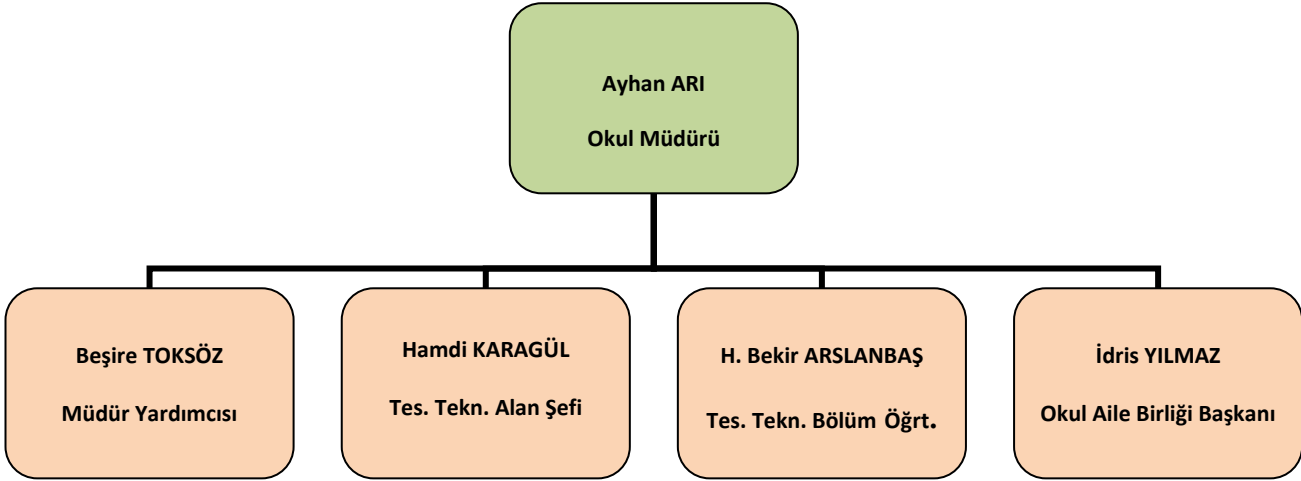 Ayhan ARI
Okul Müdürü
Beşire TOKSÖZ
Müdür Yardımcısı
Hamdi KARAGÜL
Tes. Tekn. Alan Şefi
H. Bekir ARSLANBAŞ
Tes. Tekn. Bölüm Öğrt.
İdris YILMAZ
Okul Aile Birliği Başkanı